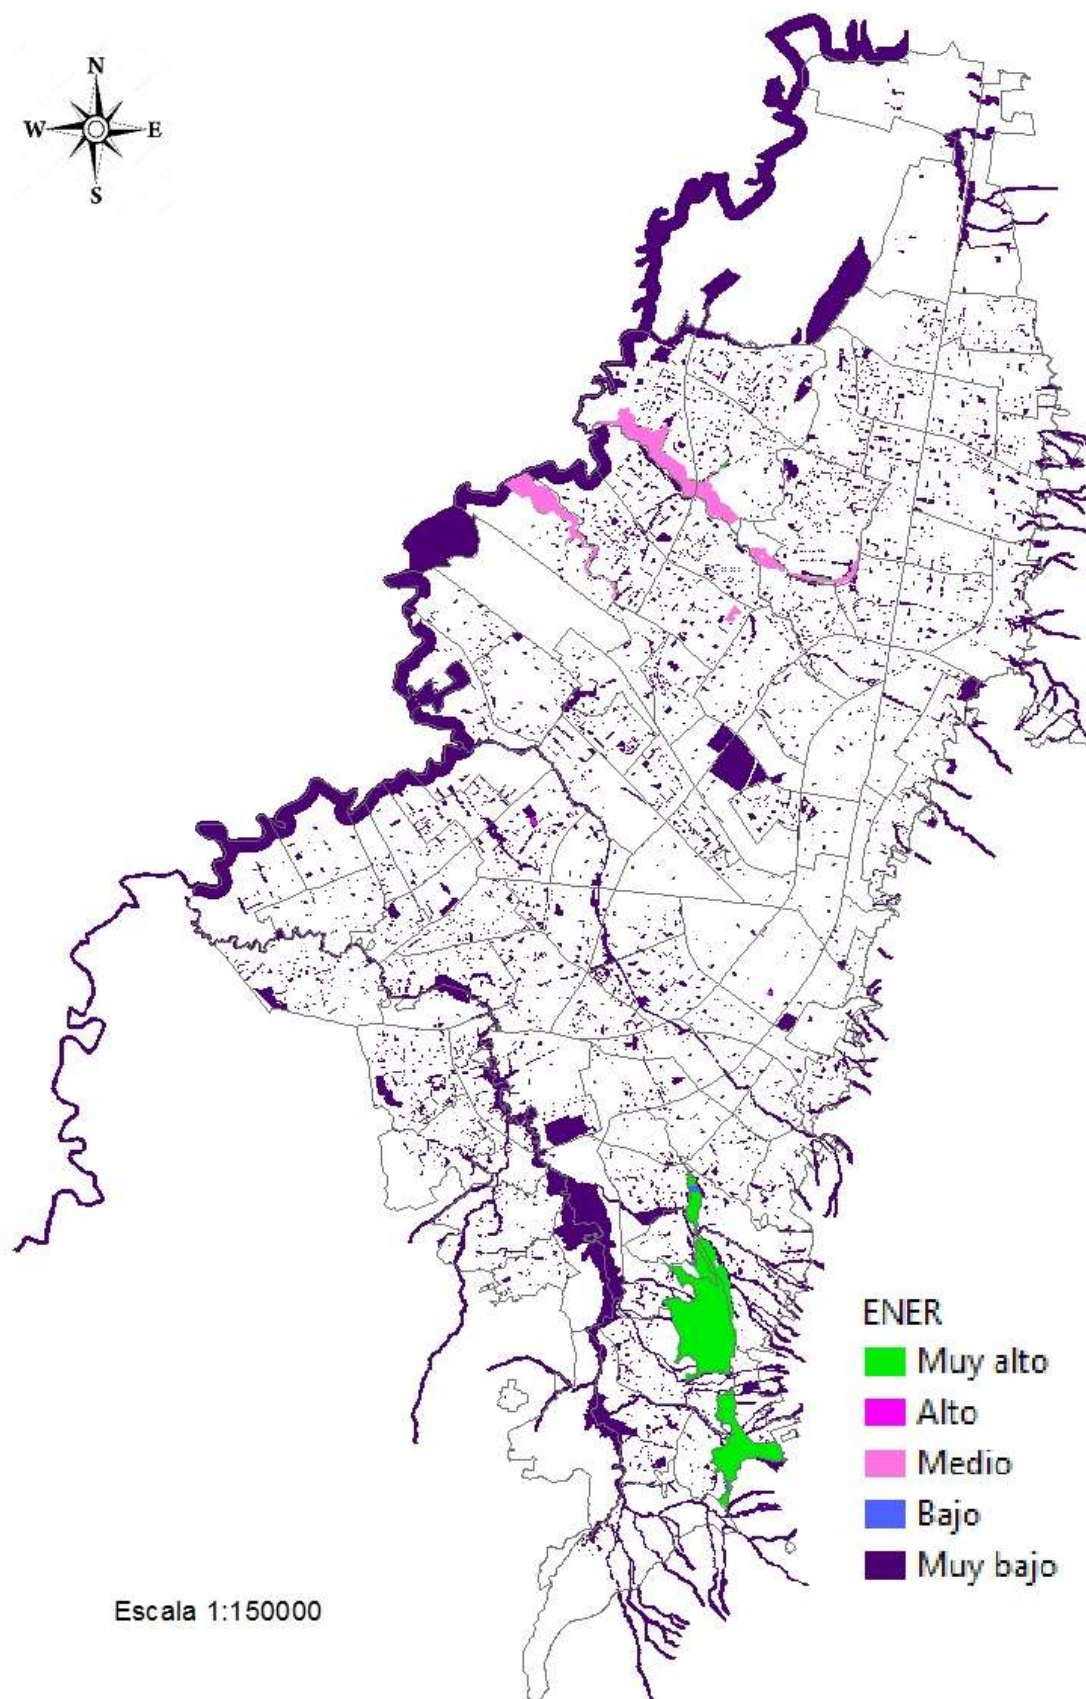 N
W E
S
ENER
Muy alto
Alto
Medio
Bajo
Muy bajo
Escala 1:150000